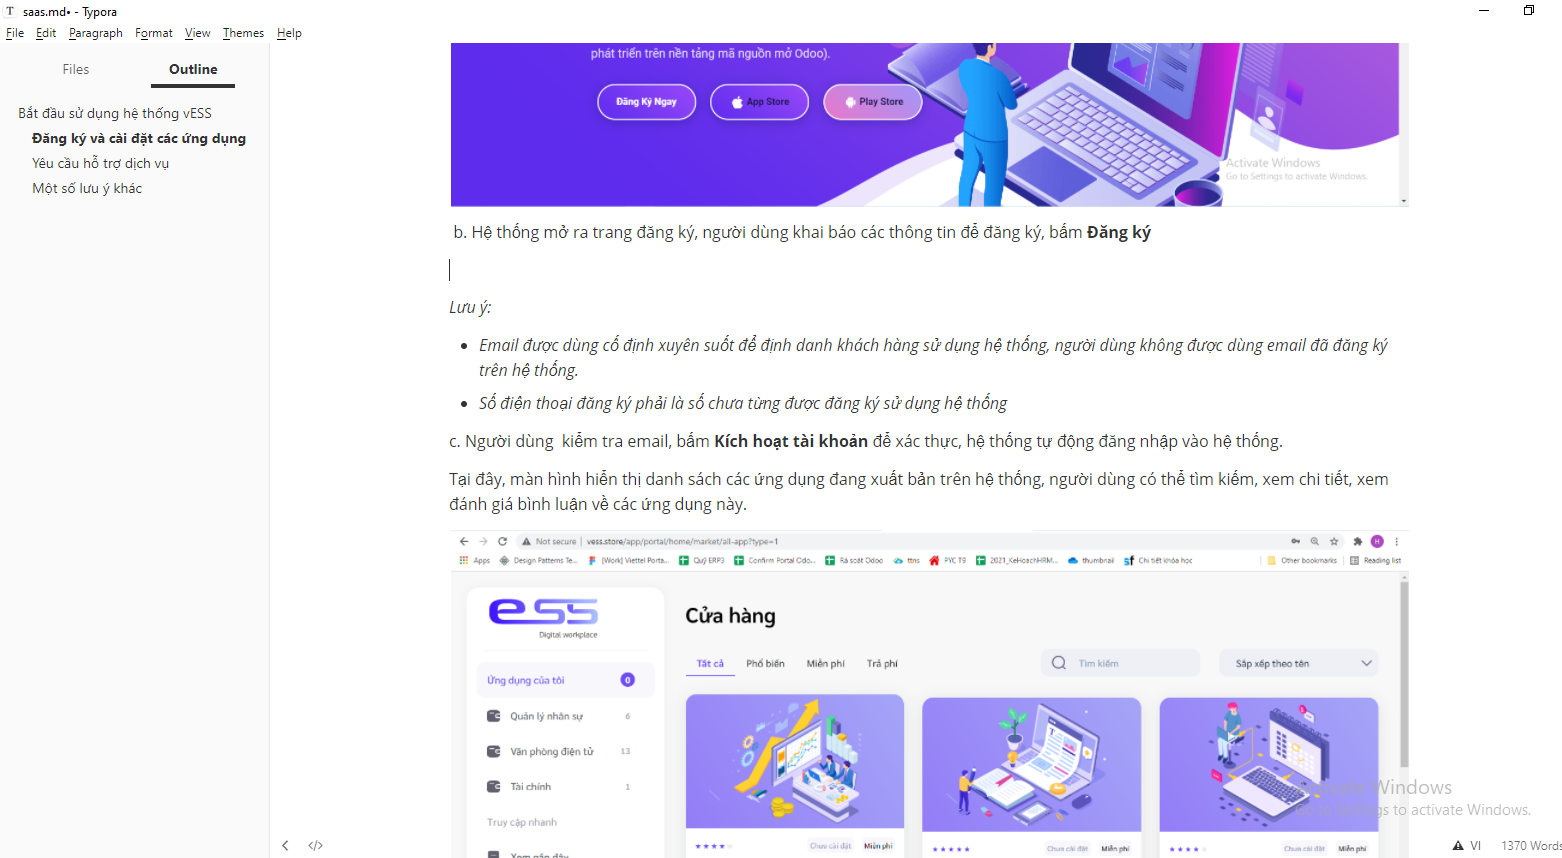 saas.md• - Typora
File Edit Paragraph Format View Themes Help
Files Outline
Bắt đầu sử dụng hệ thống vESS
Đăng ký và cài đặt các ứng dụng
Yêu cầu hỗ trợ dịch vụ
Một số lưu ý khác
phát triển trên nền tảng mã nguồn mở Odoo).
Đăng Ký Ngay App Store Play Store
Activate Windows
Go to Settings to activate Windows.
b. Hệ thống mở ra trang đăng ký, người dùng khai báo các thông tin để đăng ký, bấm Đăng ký
Lưu ý:
• Email được dùng cố định xuyên suốt để định danh khách hàng sử dụng hệ thống, người dùng không được dùng email đã đăng ký
trên hệ thống.
• Số điện thoại đăng ký phải là số chưa từng được đăng ký sử dụng hệ thống
c. Người dùng  kiểm tra email, bấm Kích hoạt tài khoản để xác thực, hệ thống tự động đăng nhập vào hệ thống.
Tại đây, màn hình hiển thị danh sách các ứng dụng đang xuất bản trên hệ thống, người dùng có thể tìm kiếm, xem chi tiết, xem
đánh giá bình luận về các ứng dụng này.
Not secure | vess.store/app/portal/home/market/all-app?type=1 H
Apps Design Patterns Te... [Work] Viettel Porta... Quỹ ERP3 Confirm Portal Odo... Rà soát Odoo ttns PYC T9 2021_KeHoachHRM... thumbnail Chi tiết khóa học Other bookmarks Reading list
ess
Digital workplace
Cửa hàng
Tất cả Phổ biến Miễn phí Trả phí Tìm kiếm Sắp xếp theo tên
Ứng dụng của tôi 0
Quản lý nhân sự 6
Văn phòng điện tử 13
Tài chính 1
Truy cập nhanh
Xem gần đây
Chưa cài đặt Miễn phí
Chưa cài đặt Miễn phí
Chưa cài đặt Miễn phí
Activate Windows
Go to Settings to activate Windows.
</> VI 1370 Words